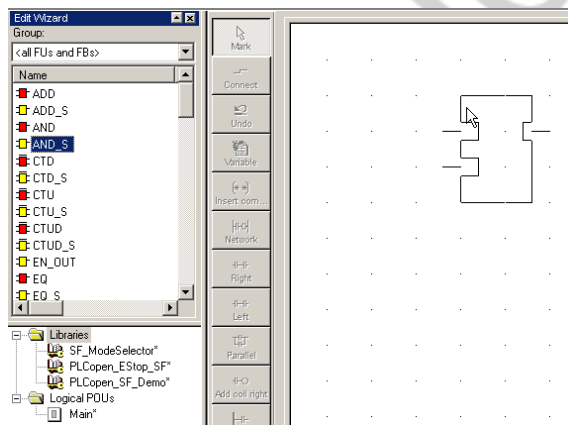 Edit Wizard
Group:
<all FUs and FBs>
Name
ADD
ADD_S
AND
AND_S
CTD
CTD_S
CTU
CTU_S
CTUD
CTUD_S
EN_OUT
EQ
EQ_S
Libraries
SF_ModeSelector*
PLCopen_EStop_SF*
PLCopen_SF_Demo*
Logical POUs
Main*
Mark
Connect
Undo
Variable
Insert com...
Network
Right
Left
Parallel
Add coil right